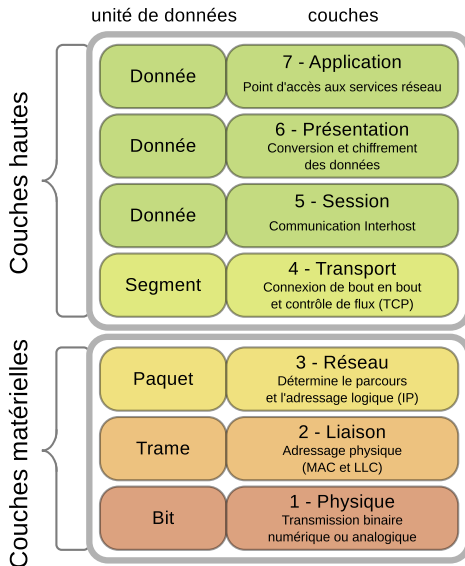 unité de données
couches
Couches hautes
Donnée
7 - Application
Point d'accès aux services réseau
Donnée
6 - Présentation
Conversion et chiffrement
des données
Donnée
5 - Session
Communication Interhost
Segment
4 - Transport
Connexion de bout en bout
et contrôle de flux (TCP)
Couches matérielles
Paquet
3 - Réseau
Détermine le parcours
et l'adressage logique (IP)
Trame
2 - Liaison
Adressage physique
(MAC et LLC)
Bit
1 - Physique
Transmission binaire
numérique ou analogique